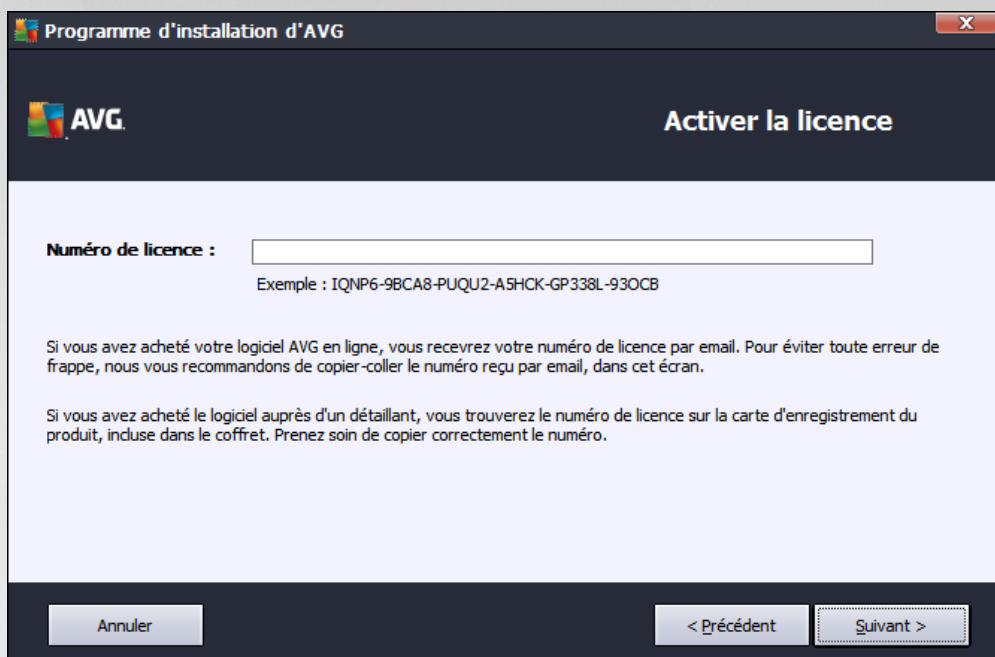 Programme d'installation d'AVG
X
AVG.
Activer la licence
Numéro de licence :
Exemple : IQNP6-9BCA8-PUQU2-A5HCK-GP338L-93OCB
Si vous avez acheté votre logiciel AVG en ligne, vous recevrez votre numéro de licence par email. Pour éviter toute erreur de
frappe, nous vous recommandons de copier-coller le numéro reçu par email, dans cet écran.
Si vous avez acheté le logiciel auprès d'un détaillant, vous trouverez le numéro de licence sur la carte d'enregistrement du
produit, incluse dans le coffret. Prenez soin de copier correctement le numéro.
Annuler
< Précédent
Suivant >